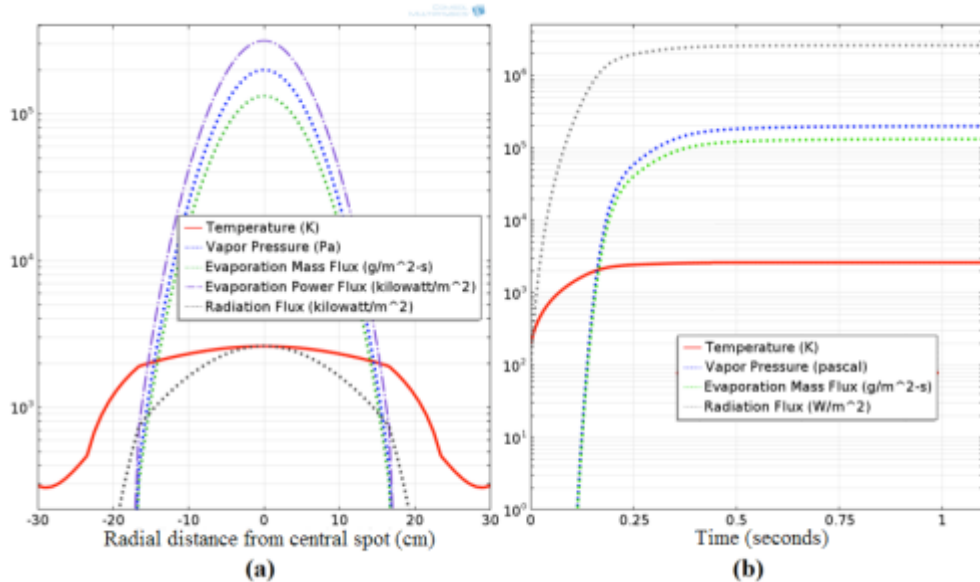 10^5
10^4
10^3
Temperature (K)
Vapor Pressure (Pa)
Evaporation Mass Flux (g/m^2-s)
Evaporation Power Flux (kilowatt/m^2)
Radiation Flux (kilowatt/m^2)
-30 -20 -10 0 10 20 30
Radial distance from central spot (cm)
(a)
10^6
10^5
10^4
10^3
10^2
10^1
10^0
Temperature (K)
Vapor Pressure (pascal)
Evaporation Mass Flux (g/m^2-s)
Radiation Flux (W/m^2)
0 0.25 0.5 0.75 1
Time (seconds)
(b)